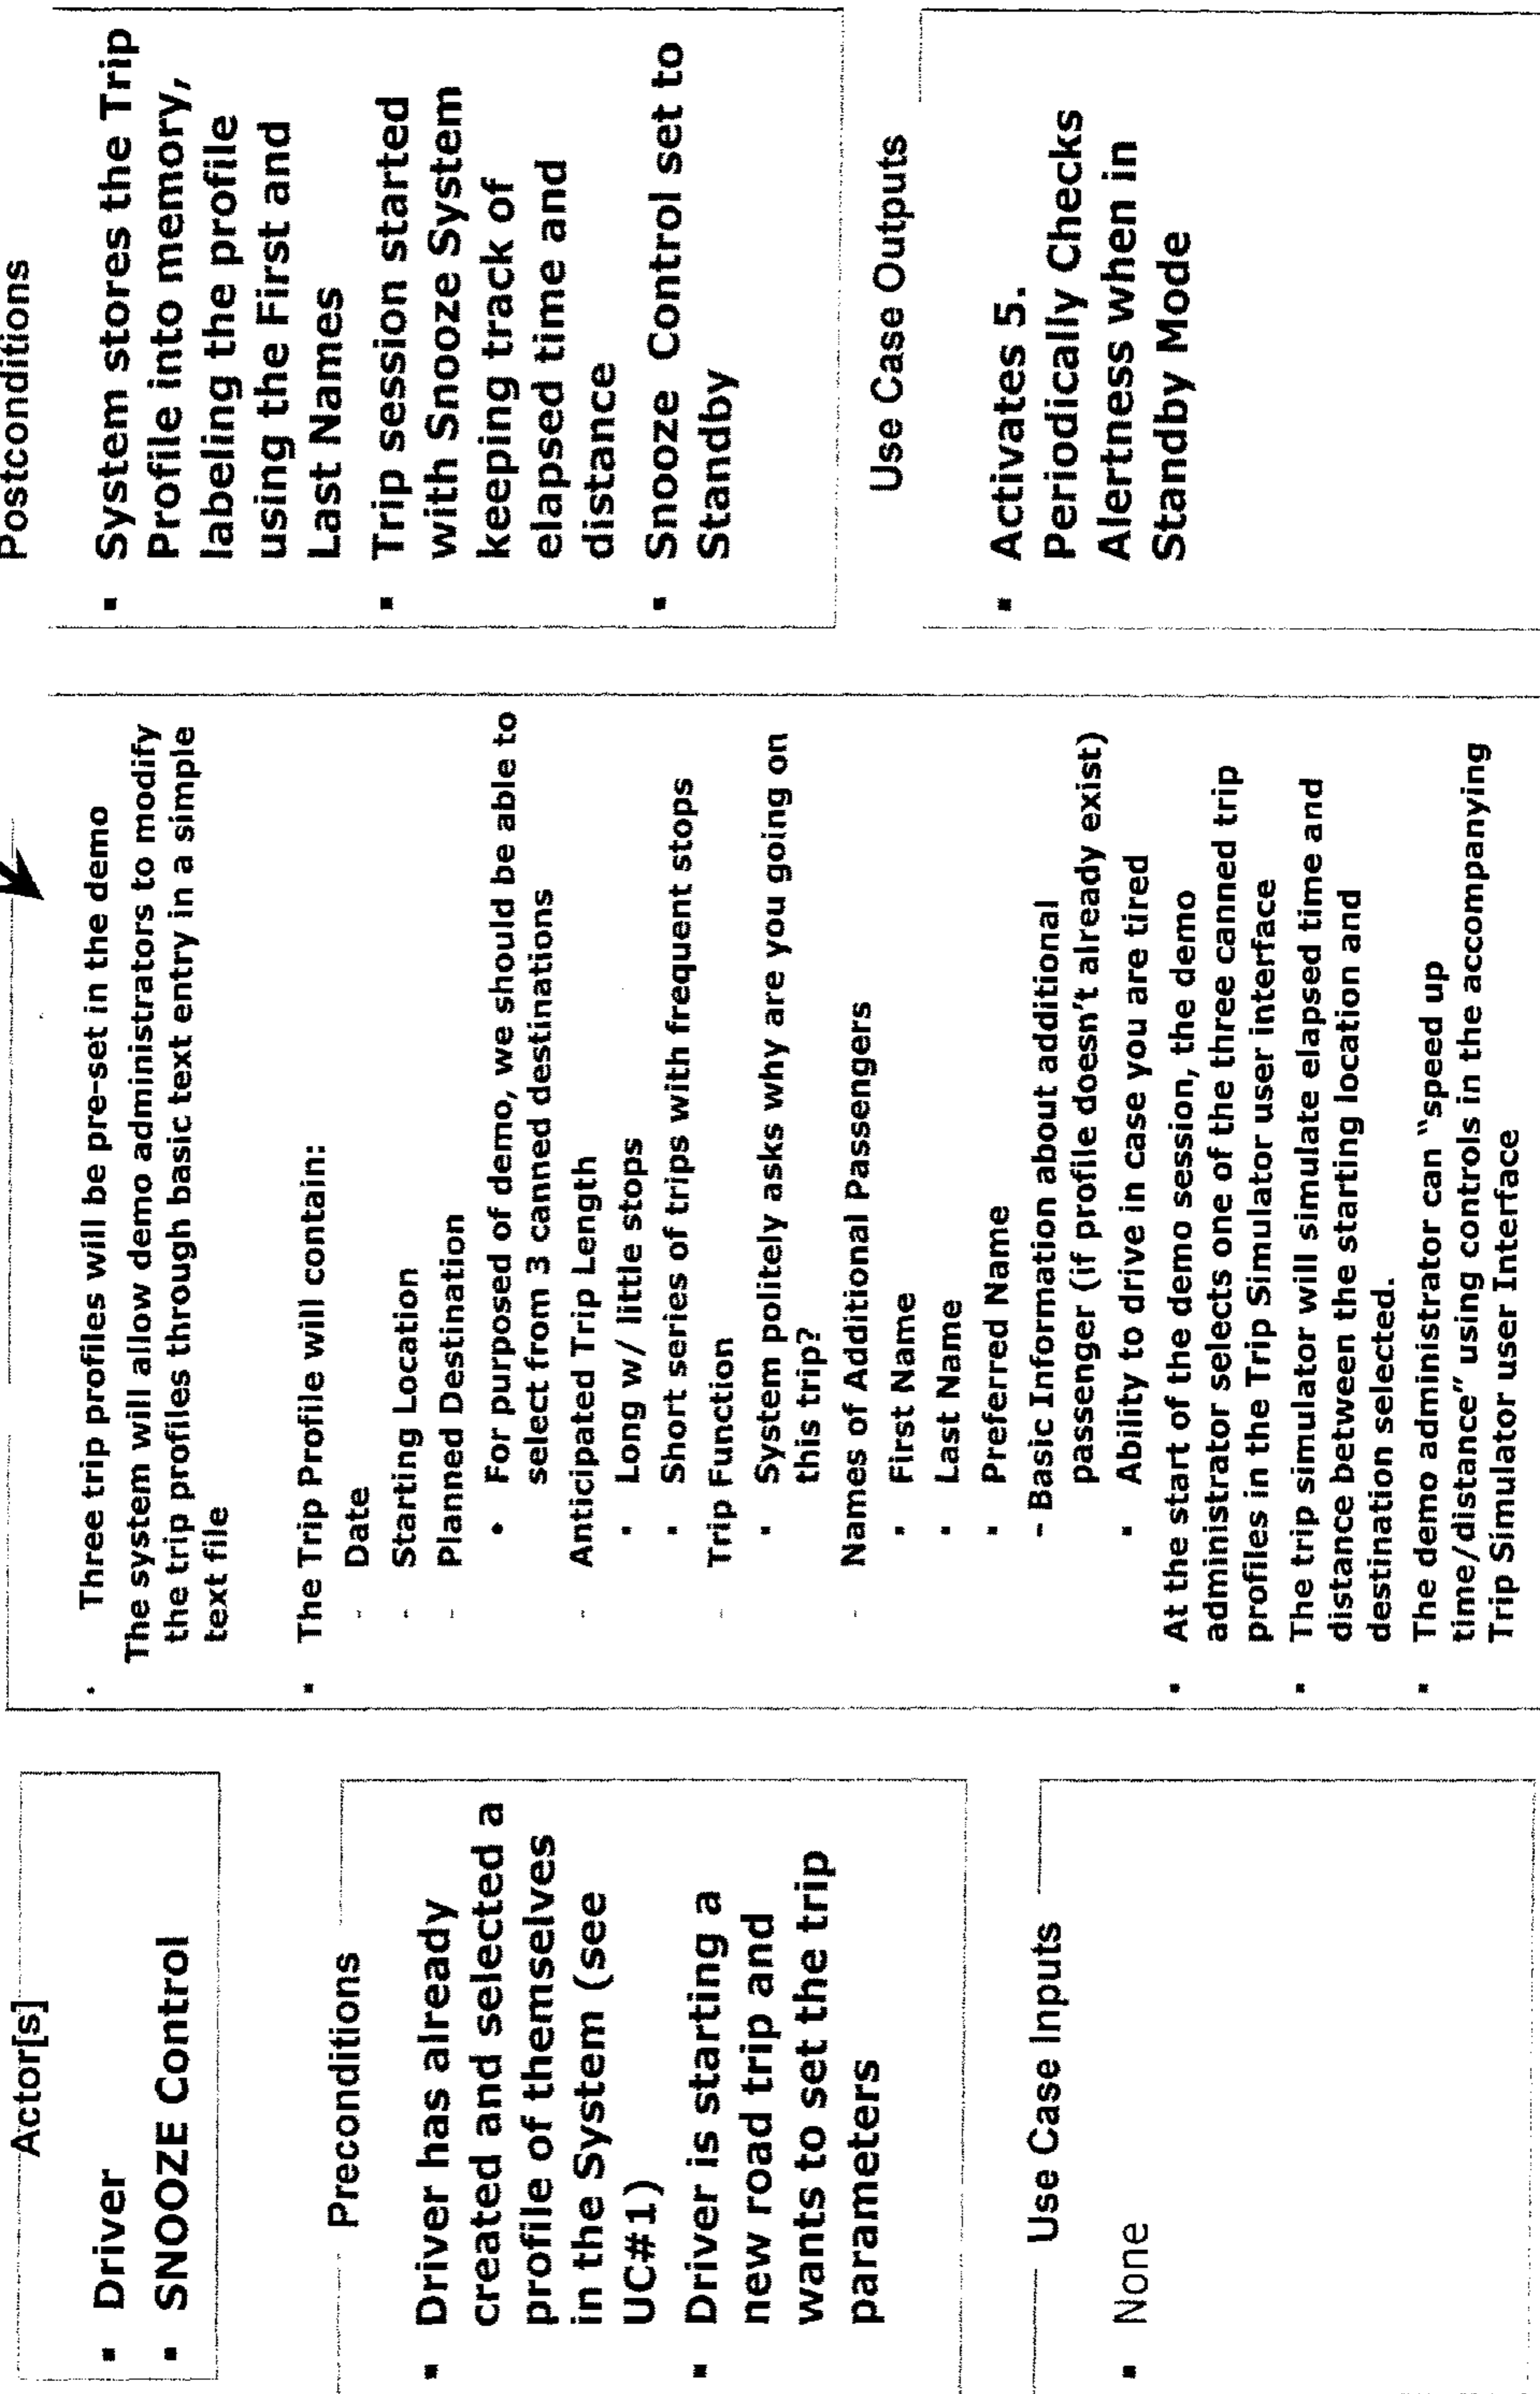 Actor[s]
▪ Driver
▪ SNOOZE Control
Preconditions
▪ Driver has already
created and selected a
profile of themselves
in the System (see
UC#1)
▪ Driver is starting a
new road trip and
wants to set the trip
parameters
Use Case Inputs
▪ None
▪ Three trip profiles will be pre-set in the demo
The system will allow demo administrators to modify
the trip profiles through basic text entry in a simple
text file
▪ The Trip Profile will contain:
- Date
- Starting Location
- Planned Destination
• For purposed of demo, we should be able to
select from 3 canned destinations
- Anticipated Trip Length
▪ Long w/ little stops
▪ Short series of trips with frequent stops
- Trip Function
▪ System politely asks why are you going on
this trip?
- Names of Additional Passengers
▪ First Name
▪ Last Name
▪ Preferred Name
- Basic Information about additional
passenger (if profile doesn't already exist)
▪ Ability to drive in case you are tired
▪ At the start of the demo session, the demo
administrator selects one of the three canned trip
profiles in the Trip Simulator user interface
▪ The trip simulator will simulate elapsed time and
distance between the starting location and
destination selected.
▪ The demo administrator can "speed up
time/distance" using controls in the accompanying
Trip Simulator user Interface
Postconditions
▪ System stores the Trip
Profile into memory,
labeling the profile
using the First and
Last Names
▪ Trip session started
with Snooze System
keeping track of
elapsed time and
distance
▪ Snooze Control set to
Standby
Use Case Outputs
▪ Activates 5.
Periodically Checks
Alertness when in
Standby Mode